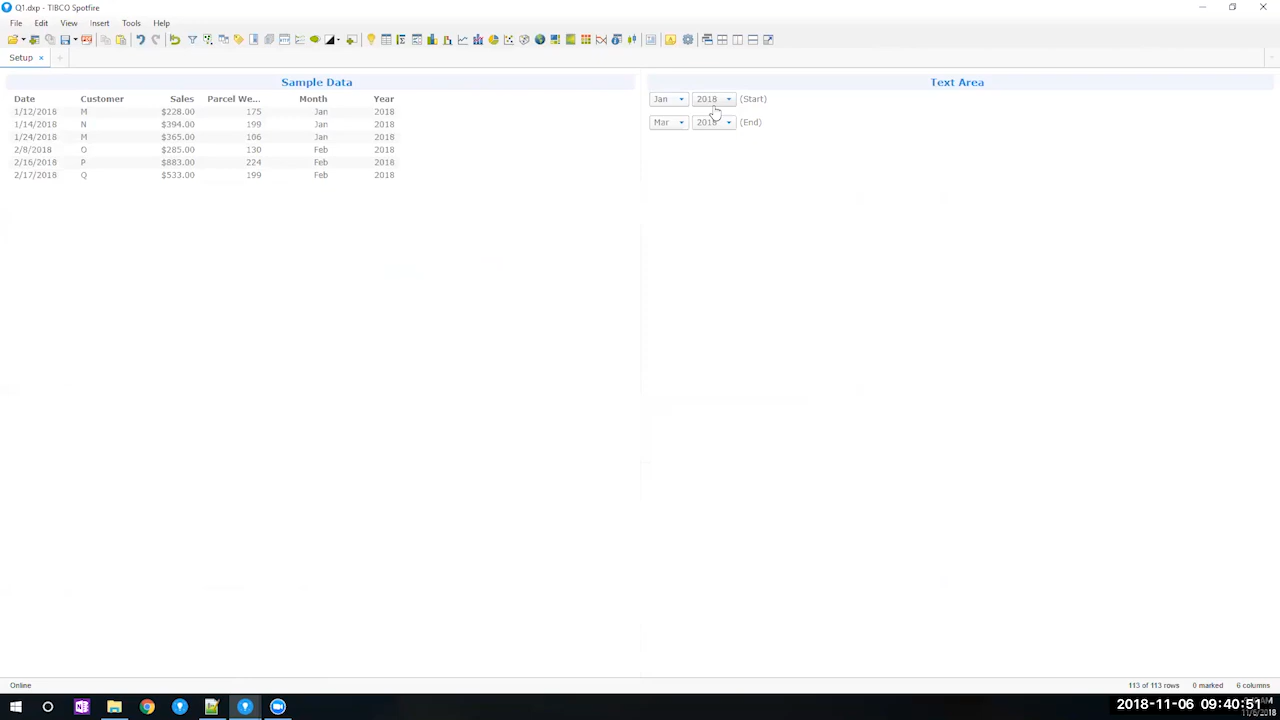 Q1.dxp - TIBCO Spotfire
File Edit View Insert Tools Help
Setup
Sample Data
Date Customer Sales Parcel We... Month Year
1/12/2018 M $228.00 175 Jan 2018
1/14/2018 N $394.00 199 Jan 2018
1/24/2018 M $365.00 106 Jan 2018
2/8/2018 O $285.00 130 Feb 2018
2/16/2018 P $883.00 224 Feb 2018
2/17/2018 Q $533.00 199 Feb 2018
Text Area
Jan 2018 (Start)
Mar 2018 (End)
Online 113 of 113 rows 0 marked 6 columns
2018-11-06 09:40:51
11/6/2018